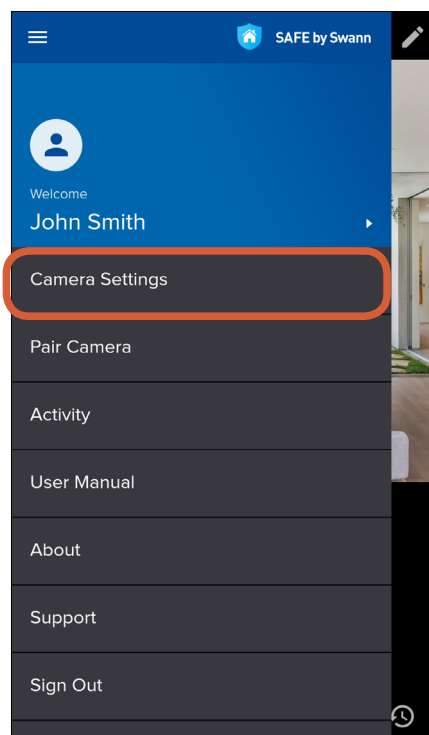 SAFE by Swann
Welcome
John Smith
Camera Settings
Pair Camera
Activity
User Manual
About
Support
Sign Out